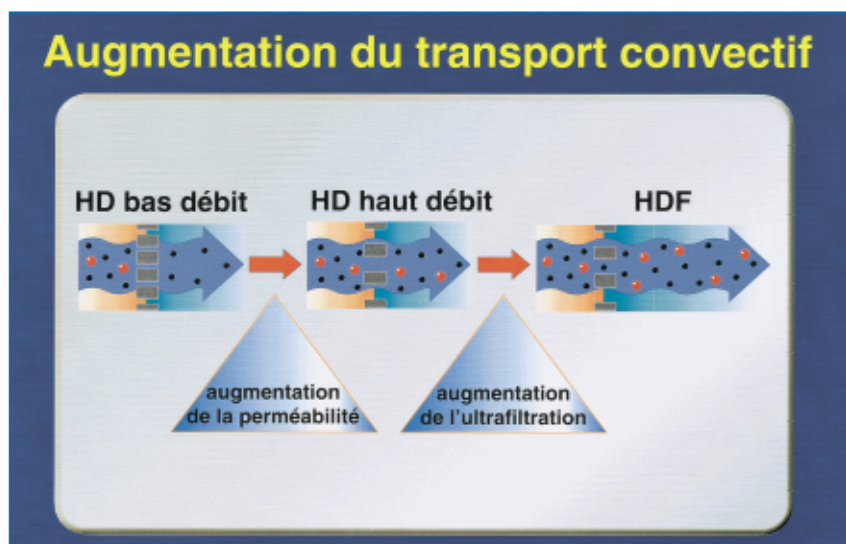 Augmentation du transport convectif
HD bas débit
HD haut débit
HDF
augmentation
de la perméabilité
augmentation
de l'ultrafiltration